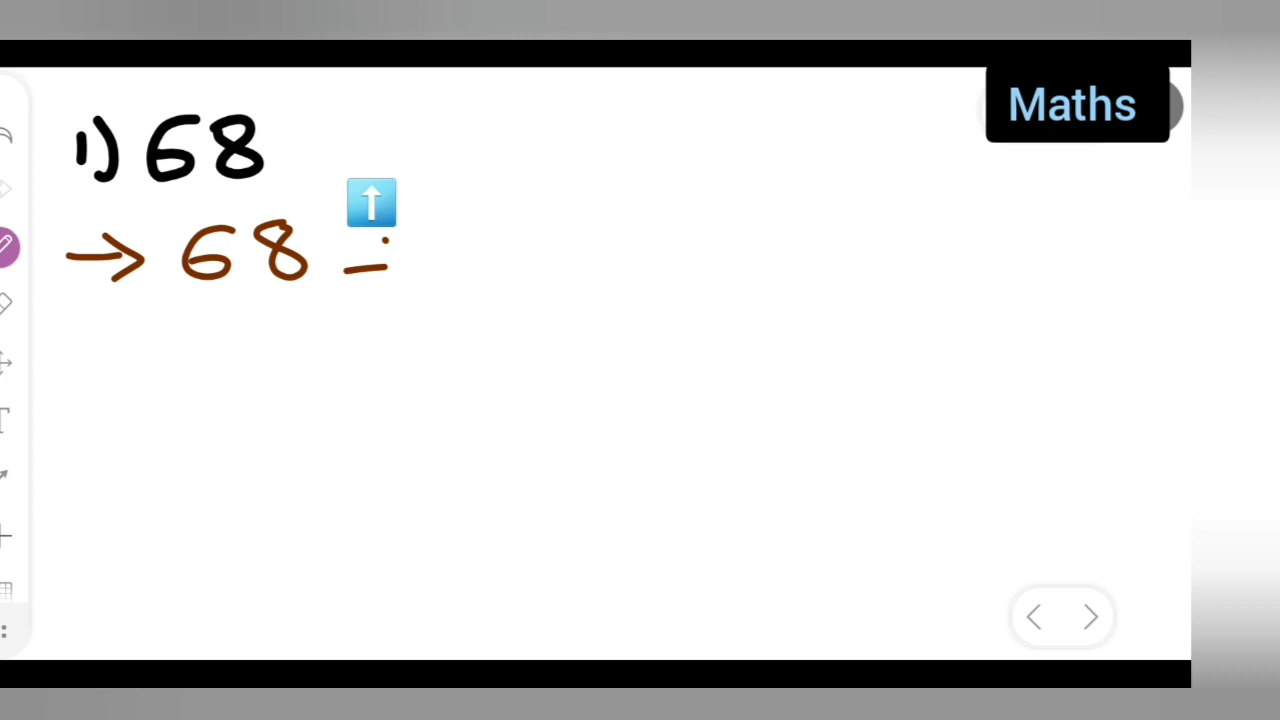 Maths
1) 68
→ 68 -